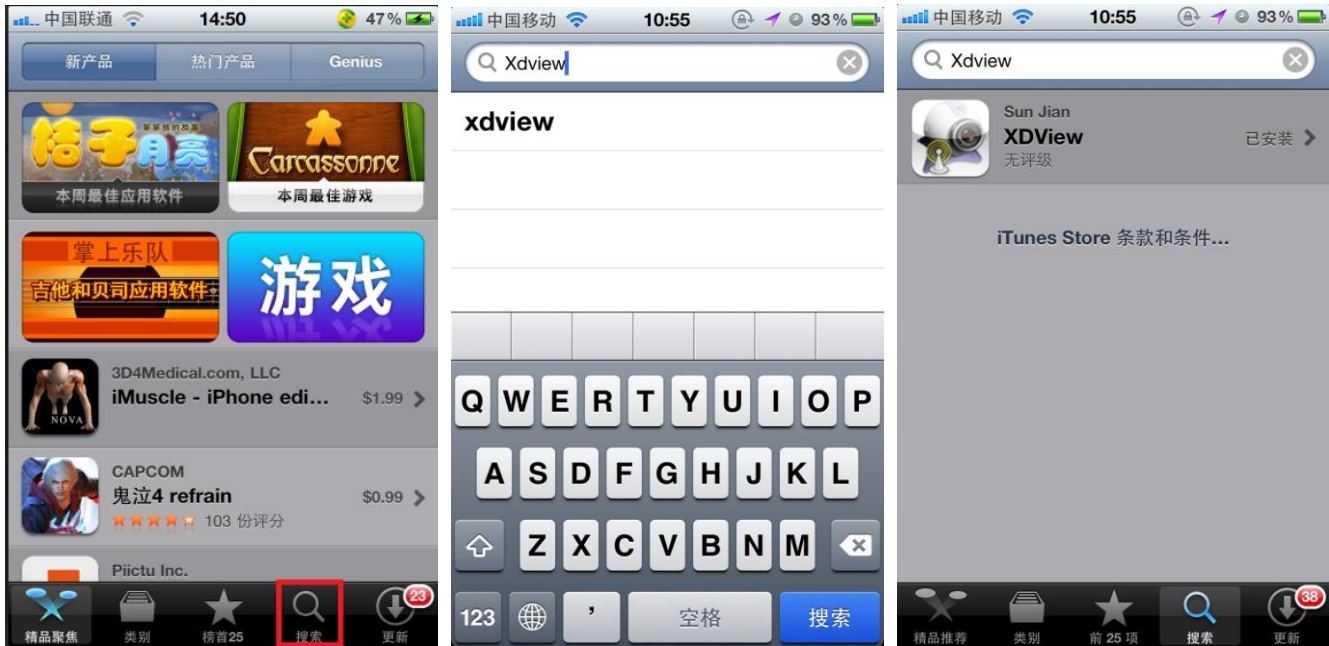 中国联通 14:50 47%
新产品 热门产品 Genius
桔子月亮
本周最佳应用软件
Carcassonne
本周最佳游戏
掌上乐队
吉他和贝司应用软件
游戏
3D4Medical.com, LLC
iMuscle - iPhone edi... $1.99
NOVA
CAPCOM
鬼泣4 refrain $0.99
103 份评分
Piictu Inc.
23
精品聚焦 类别 榜首25 搜索 更新
中国移动 10:55 93%
Xdview
xdview
Q W E R T Y U I O P
A S D F G H J K L
Z X C V B N M
123 , 空格 搜索
中国移动 10:55 93%
Xdview
Sun Jian
XDView 已安装
无评级
iTunes Store 条款和条件...
38
精品推荐 类别 前 25 项 搜索 更新